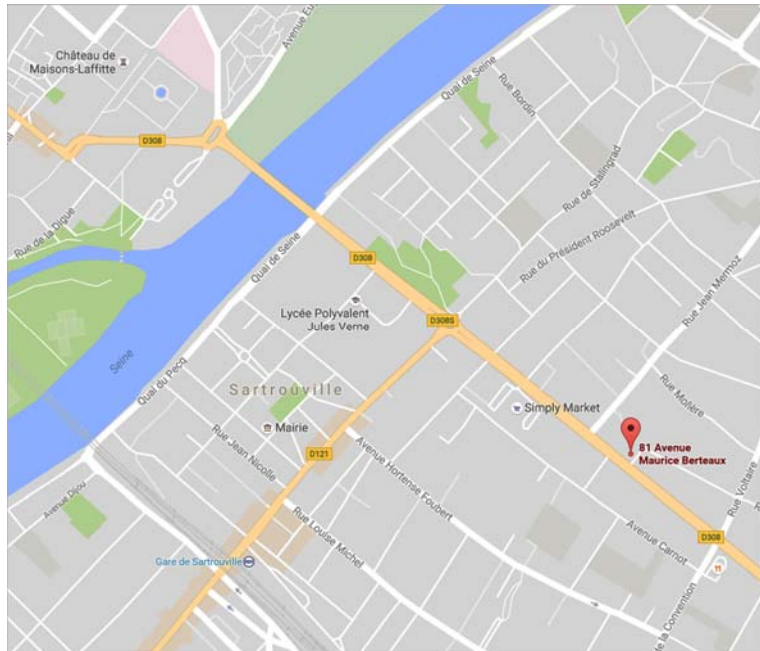 Château de
Maisons-Laffitte
Avenue Eu
Quai de Seine
Rue Bordin
D308
Rue de Stalingrad
Rue de la Digue
Rue du Président Roosevelt
Quai de Seine
D308
Rue Jean Mermoz
Lycée Polyvalent
Jules Verne
D308S
Seine
Quai du Pecq
Sartrouville
Simply Market
Rue Molière
Mairie
81 Avenue
Maurice Berteaux
Rue Jean Nicolle
D121
Avenue Hortense Foubert
Rue Voltaire
Avenue Dijou
Rue Louise Michel
Avenue Carnot
D308
Gare de Sartrouville
de la Convention